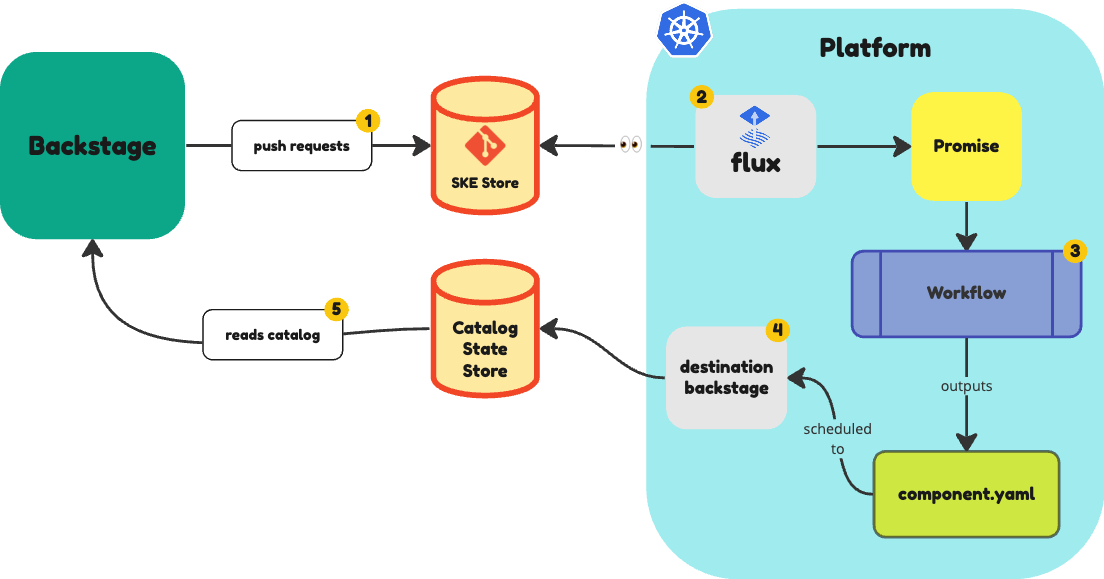 Platform
Backstage
1
push requests
SKE Store
2
flux
Promise
3
Workflow
outputs
component.yaml
scheduled
to
4
destination
backstage
Catalog
State
Store
5
reads catalog